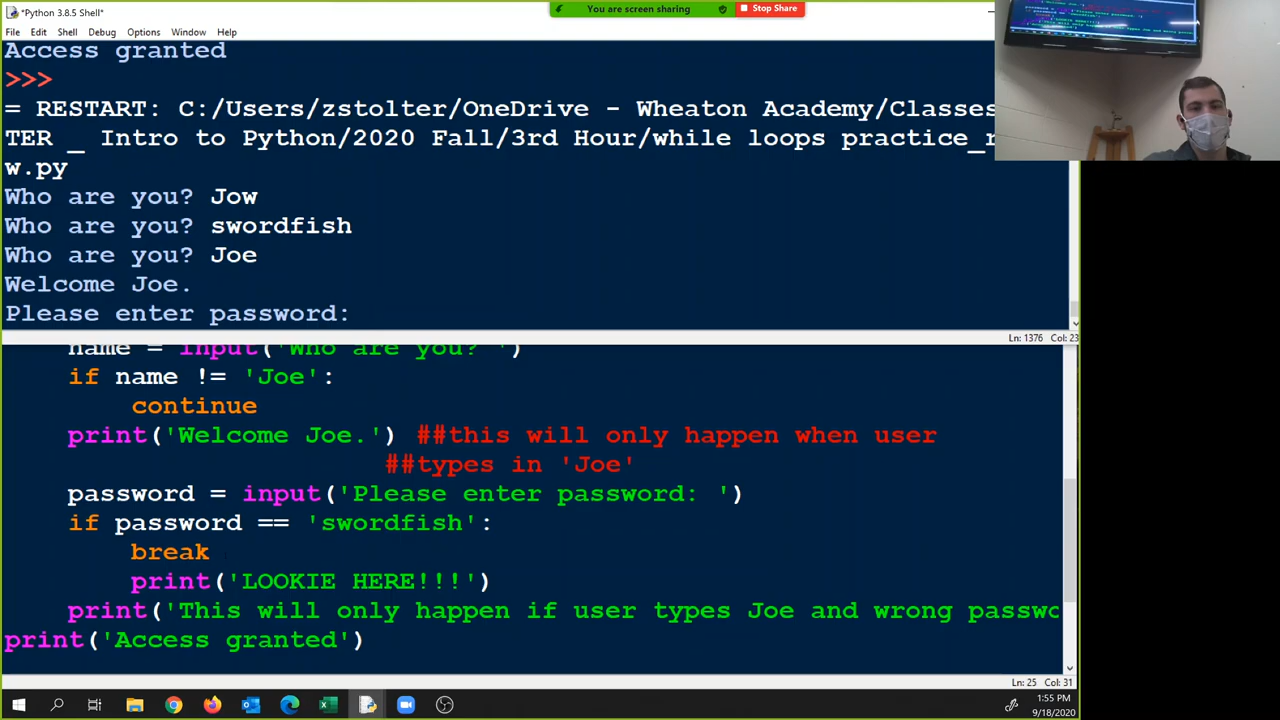 *Python 3.8.5 Shell*
You are screen sharing
Stop Share
File Edit Shell Debug Options Window Help
Access granted
>>>
= RESTART: C:/Users/zstolter/OneDrive - Wheaton Academy/Classes
TER _ Intro to Python/2020 Fall/3rd Hour/while loops practice_
w.py
Who are you? Jow
Who are you? swordfish
Who are you? Joe
Welcome Joe.
Please enter password:
Ln: 1376 Col: 23
name = input('Who are you? ')
if name != 'Joe':
continue
print('Welcome Joe.') ##this will only happen when user
##types in 'Joe'
password = input('Please enter password: ')
if password == 'swordfish':
break
print('LOOKIE HERE!!!')
print('This will only happen if user types Joe and wrong passwo
print('Access granted')
Ln: 25 Col: 31
1:55 PM
9/18/2020